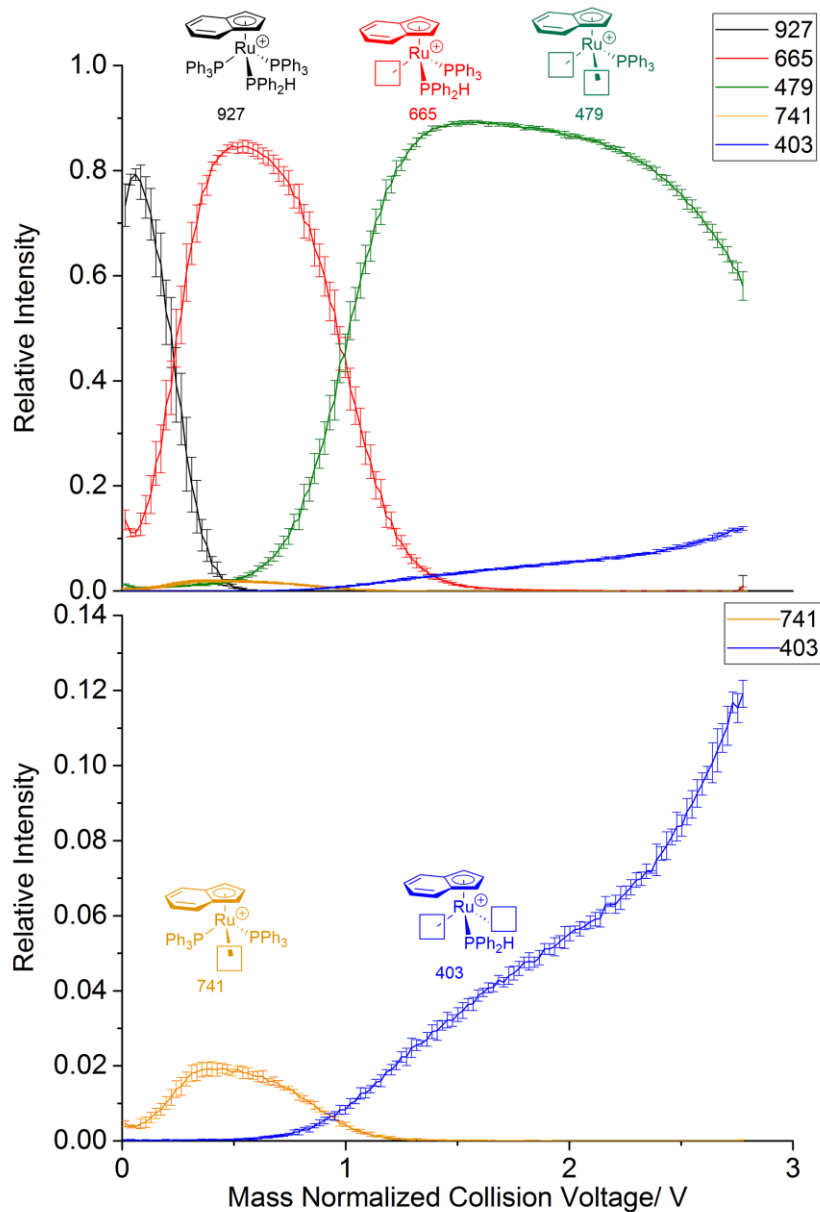 Ru
⊕
Ph3P
PPh3
PPh2H
927
Ru
⊕
PPh3
PPh2H
665
Ru
⊕
PPh3
479
927
665
479
741
403
1.0
0.8
0.6
0.4
0.2
0.0
Relative Intensity
741
403
0.14
0.12
0.10
0.08
0.06
0.04
0.02
0.00
Relative Intensity
Ru
⊕
Ph3P
PPh3
741
Ru
⊕
PPh2H
403
0 1 2 3
Mass Normalized Collision Voltage/ V